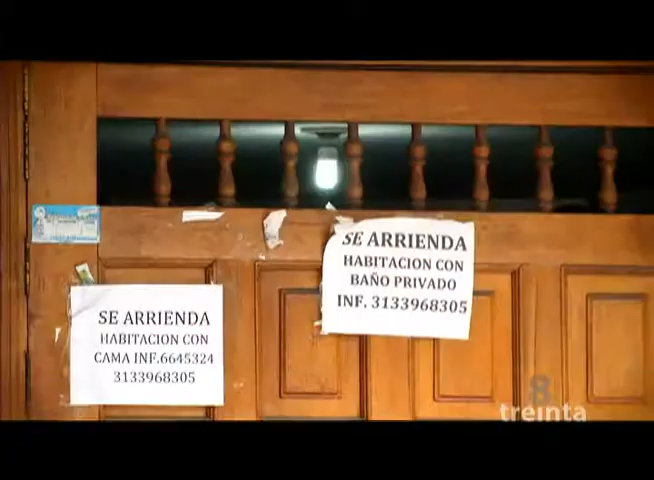 SE ARRIENDA
HABITACION CON
BAÑO PRIVADO
INF. 3133968305
SE ARRIENDA
HABITACION CON
CAMA INF.6645324
3133968305
8
treinta